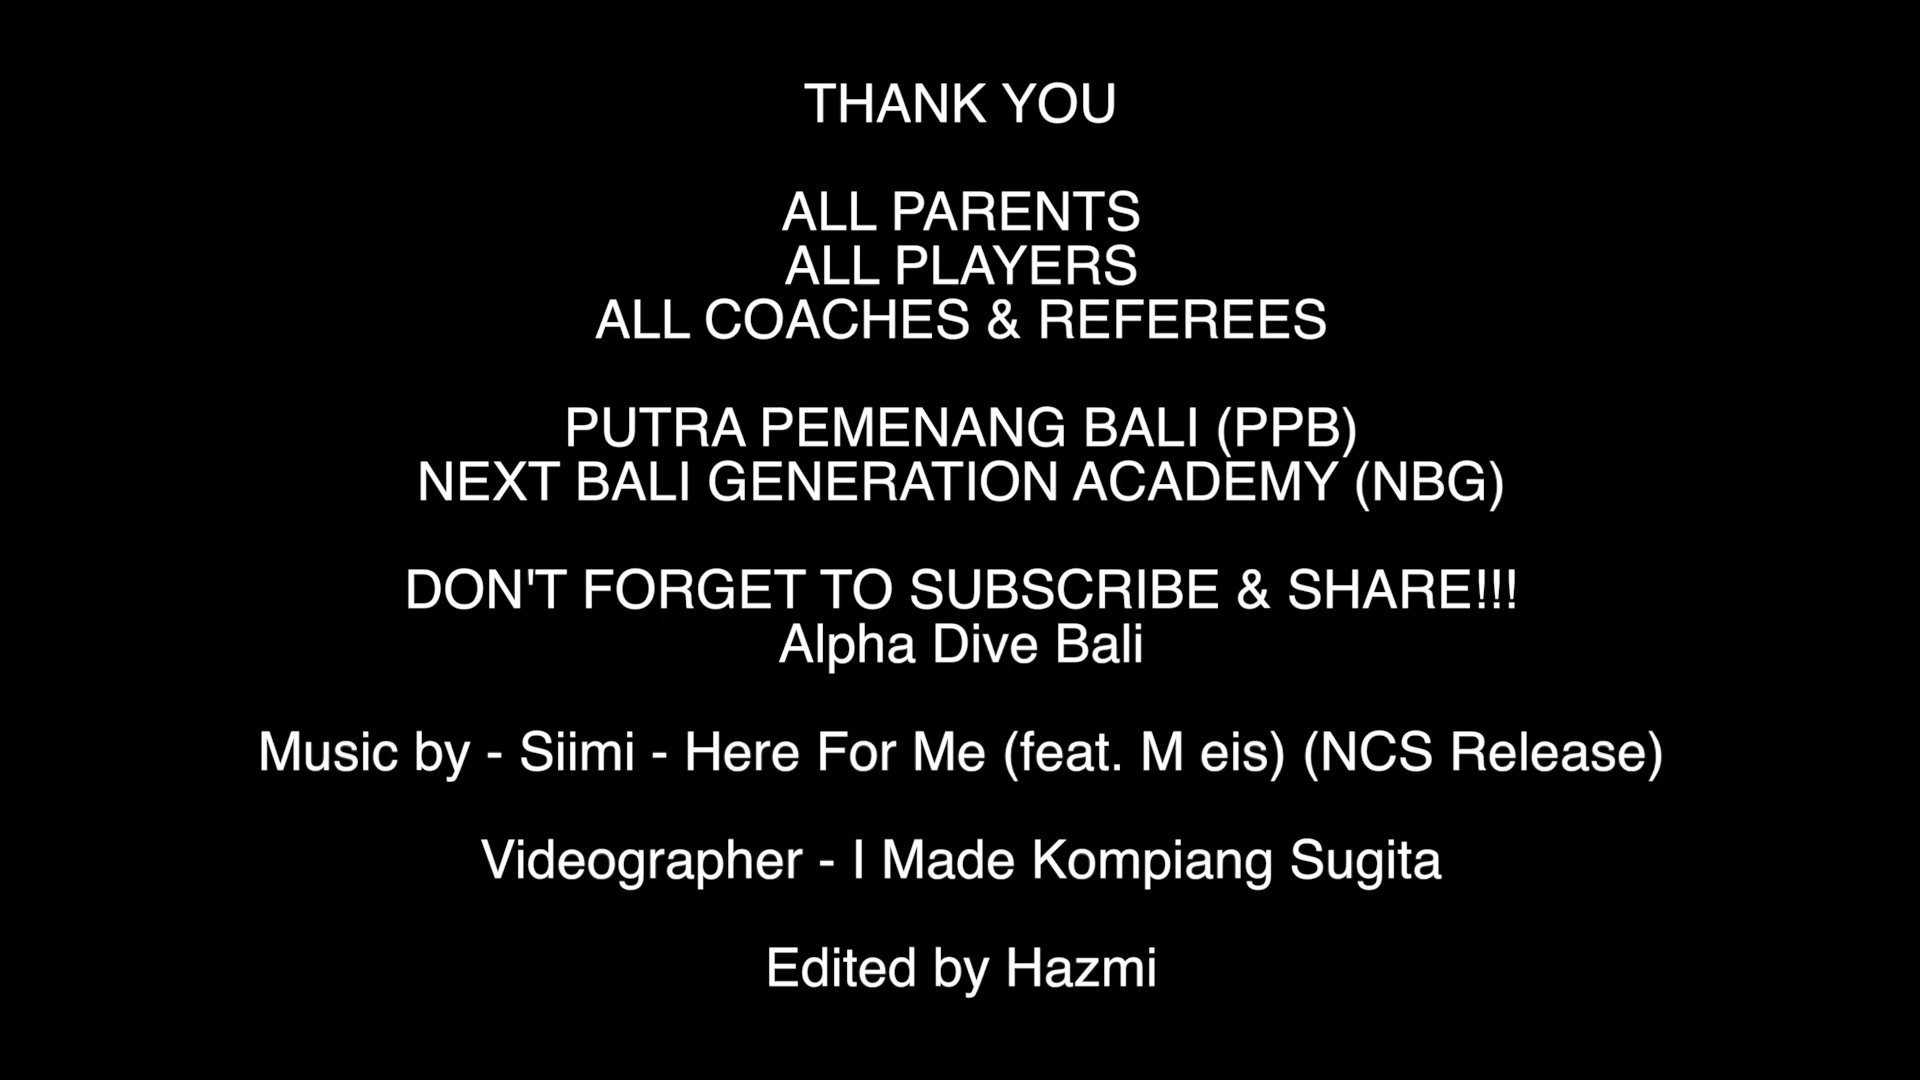 THANK YOU
ALL PARENTS
ALL PLAYERS
ALL COACHES & REFEREES
PUTRA PEMENANG BALI (PPB)
NEXT BALI GENERATION ACADEMY (NBG)
DON'T FORGET TO SUBSCRIBE & SHARE!!!
Alpha Dive Bali
Music by - Siimi - Here For Me (feat. M eis) (NCS Release)
Videographer - I Made Kompiang Sugita
Edited by Hazmi